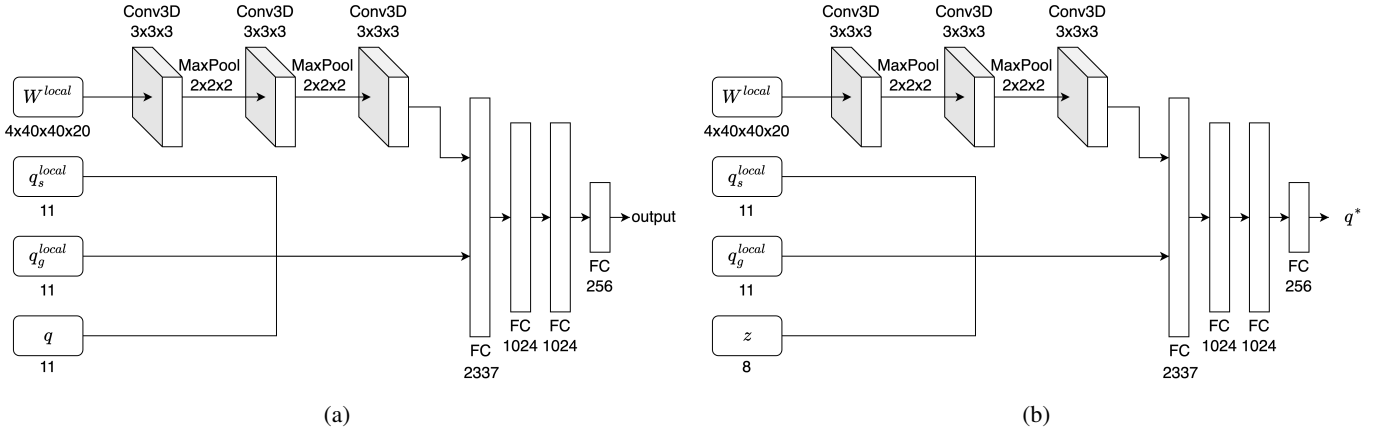 Conv3D
3x3x3
Conv3D
3x3x3
Conv3D
3x3x3
MaxPool
2x2x2
MaxPool
2x2x2
W^{local}
4x40x40x20
q_s^{local}
11
q_g^{local}
11
q
11
FC
2337
FC
1024
FC
1024
FC
256
output
(a)
Conv3D
3x3x3
Conv3D
3x3x3
Conv3D
3x3x3
MaxPool
2x2x2
MaxPool
2x2x2
W^{local}
4x40x40x20
q_s^{local}
11
q_g^{local}
11
z
8
FC
2337
FC
1024
FC
1024
FC
256
q^*
(b)